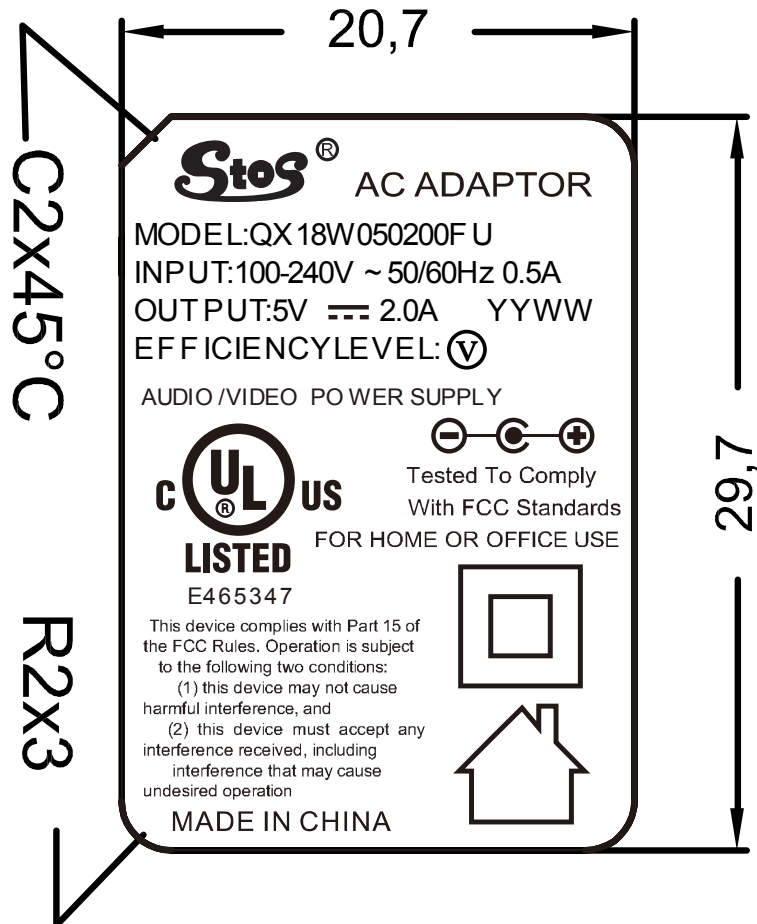 20,7
Stos®
AC ADAPTOR
MODEL:QX18W050200FU
INPUT:100-240V ~ 50/60Hz 0.5A
OUTPUT:5V ⎓ 2.0A YYWW
EFFICIENCYLEVEL: Ⓥ
AUDIO /VIDEO POWER SUPPLY
C UL® US
LISTED
E465347
Tested To Comply
With FCC Standards
FOR HOME OR OFFICE USE
This device complies with Part 15 of
the FCC Rules. Operation is subject
to the following two conditions:
(1) this device may not cause
harmful interference, and
(2) this device must accept any
interference received, including
interference that may cause
undesired operation
MADE IN CHINA
C2x45°C
R2x3
29,7